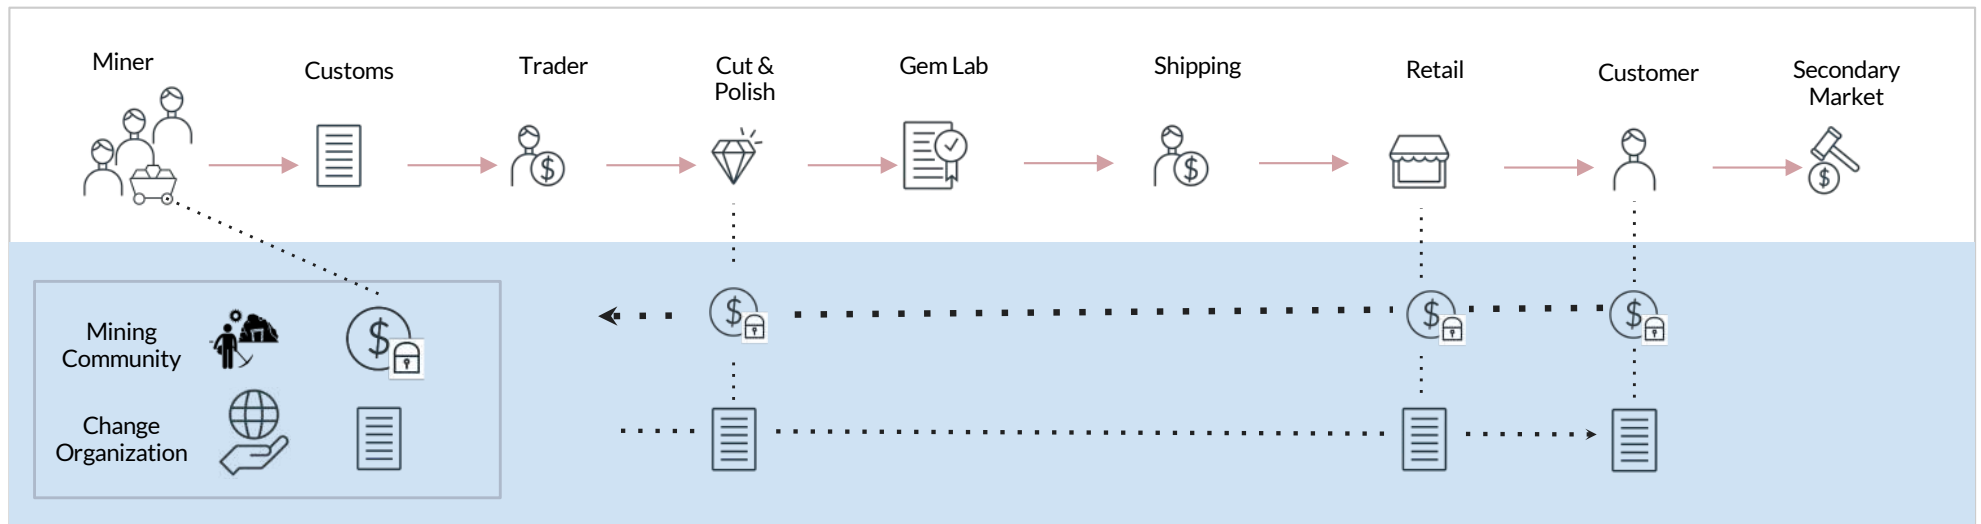 Miner
Customs
Trader
Cut &
Polish
Gem Lab
Shipping
Retail
Customer
Secondary
Market
$
$
$
Mining
Community
$
$
$
$
Change
Organization